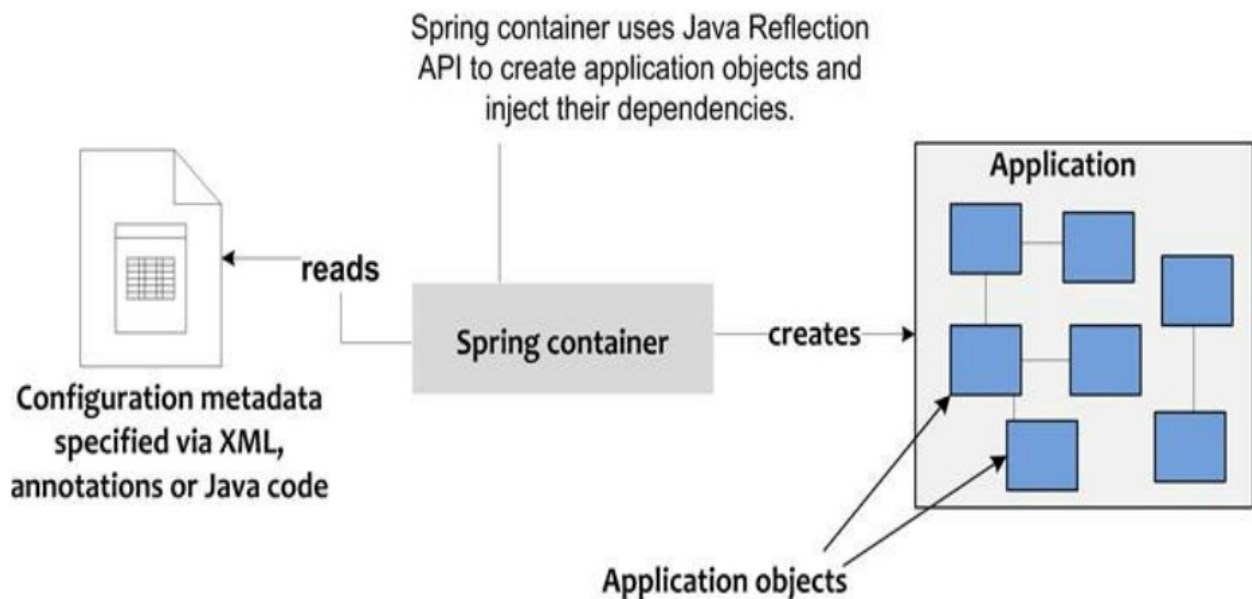 Spring container uses Java Reflection
API to create application objects and
inject their dependencies.
Application
reads
Spring container
creates
Configuration metadata
specified via XML,
annotations or Java code
Application objects